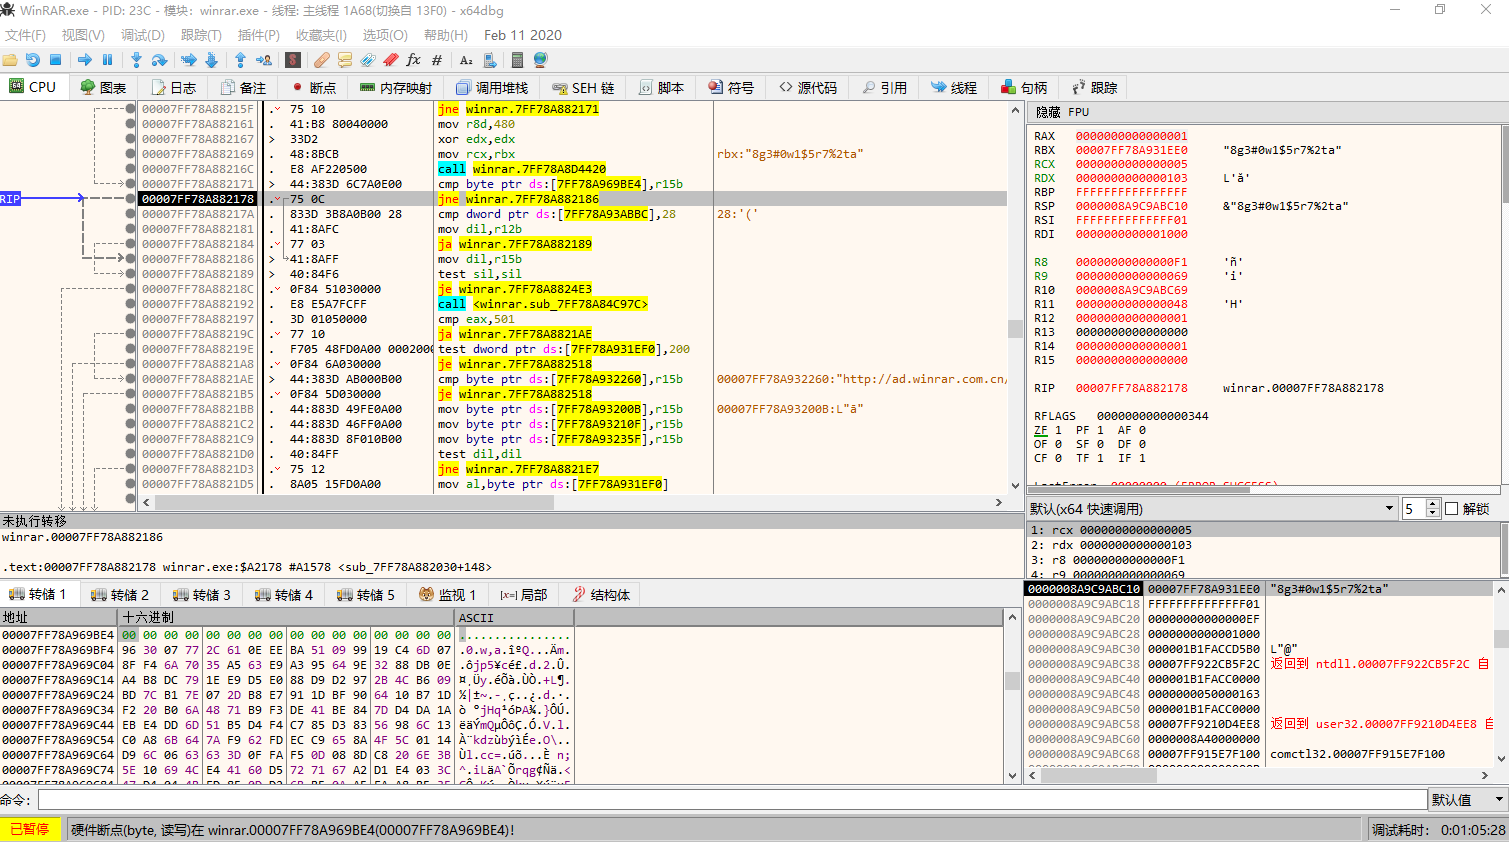 WinRAR.exe - PID: 23C - 模块: winrar.exe - 线程: 主线程 1A68(切换自 13F0) - x64dbg
文件(F) 视图(V) 调试(D) 跟踪(T) 插件(P) 收藏夹(I) 选项(O) 帮助(H) Feb 11 2020
CPU 图表 日志 备注 断点 内存映射 调用堆栈 SEH 链 脚本 符号 源代码 引用 线程 句柄 跟踪
RIP
00007FF78A88215F 75 10 jne winrar.7FF78A882171
00007FF78A882161 41:B8 80040000 mov r8d,480
00007FF78A882167 33D2 xor edx,edx
00007FF78A882169 48:8BCB mov rcx,rbx rbx:"8g3#0w1$5r7%2ta"
00007FF78A88216C E8 AF220500 call winrar.7FF78A8D4420
00007FF78A882171 44:383D 6C7A0E00 cmp byte ptr ds:[7FF78A969BE4],r15b
00007FF78A882178 75 0C jne winrar.7FF78A882186
00007FF78A88217A 833D 3B8A0B00 28 cmp dword ptr ds:[7FF78A93ABBC],28 28:'('
00007FF78A882181 41:8AFC mov dil,r12b
00007FF78A882184 77 03 ja winrar.7FF78A882189
00007FF78A882186 41:8AFF mov dil,r15b
00007FF78A882189 40:84F6 test sil,sil
00007FF78A88218C 0F84 51030000 je winrar.7FF78A8824E3
00007FF78A882192 E8 E5A7FCFF call <winrar.sub_7FF78A84C97C>
00007FF78A882197 3D 01050000 cmp eax,501
00007FF78A88219C 77 10 ja winrar.7FF78A8821AE
00007FF78A88219E F705 48FD0A00 0002000 test dword ptr ds:[7FF78A931EF0],200
00007FF78A8821A8 0F84 6A030000 je winrar.7FF78A882518
00007FF78A8821AE 44:383D AB000B00 cmp byte ptr ds:[7FF78A932260],r15b 00007FF78A932260:"http://ad.winrar.com.cn/
00007FF78A8821B5 0F84 5D030000 je winrar.7FF78A882518
00007FF78A8821BB 44:883D 49FE0A00 mov byte ptr ds:[7FF78A93200B],r15b 00007FF78A93200B:L"ā"
00007FF78A8821C2 44:883D 46FF0A00 mov byte ptr ds:[7FF78A93210F],r15b
00007FF78A8821C9 44:883D 8F010B00 mov byte ptr ds:[7FF78A93235F],r15b
00007FF78A8821D0 40:84FF test dil,dil
00007FF78A8821D3 75 12 jne winrar.7FF78A8821E7
00007FF78A8821D5 8A05 15FD0A00 mov al,byte ptr ds:[7FF78A931EF0]
隐藏 FPU
RAX 0000000000000001
RBX 00007FF78A931EE0 "8g3#0w1$5r7%2ta"
RCX 0000000000000005
RDX 0000000000000103 L'ă'
RBP FFFFFFFFFFFFFFFF
RSP 0000008A9C9ABC10 &"8g3#0w1$5r7%2ta"
RSI FFFFFFFFFFFFFF01
RDI 0000000000001000
R8 00000000000000F1 'ñ'
R9 0000000000000069 'i'
R10 0000008A9C9ABC69
R11 0000000000000048 'H'
R12 0000000000000001
R13 0000000000000000
R14 0000000000000001
R15 0000000000000000
RIP 00007FF78A882178 winrar.00007FF78A882178
RFLAGS 0000000000000344
ZF 1 PF 1 AF 0
OF 0 SF 0 DF 0
CF 0 TF 1 IF 1
LastError 00000000 (ERROR_SUCCESS)
默认(x64 快速调用) 5 解锁
1: rcx 0000000000000005
2: rdx 0000000000000103
3: r8 00000000000000F1
4: r9 0000000000000069
未执行转移
winrar.00007FF78A882186
.text:00007FF78A882178 winrar.exe:$A2178 #A1578 <sub_7FF78A882030+148>
转储 1 转储 2 转储 3 转储 4 转储 5 监视 1 [x=] 局部 结构体
地址 十六进制 ASCII
00007FF78A969BE4 00 00 00 00 00 00 00 00 00 00 00 00 00 00 00 00 ................
00007FF78A969BF4 96 30 07 77 2C 61 0E EE BA 51 09 99 19 C4 6D 07 .0.w,a.îºQ...Äm.
00007FF78A969C04 8F F4 6A 70 35 A5 63 E9 A3 95 64 9E 32 88 DB 0E .ôjp5¥cé£.d.2.Û.
00007FF78A969C14 A4 B8 DC 79 1E E9 D5 E0 88 D9 D2 97 2B 4C B6 09 ¤¸Üy.éÕà.ÙÒ.+L¶.
00007FF78A969C24 BD 7C B1 7E 07 2D B8 E7 91 1D BF 90 64 10 B7 1D ½|±~.-¸ç..¿.d.·.
00007FF78A969C34 F2 20 B0 6A 48 71 B9 F3 DE 41 BE 84 7D D4 DA 1A ò °jHq¹óÞA¾.}ÔÚ.
00007FF78A969C44 EB E4 DD 6D 51 B5 D4 F4 C7 85 D3 83 56 98 6C 13 ëäÝmQµÔôÇ.Ó.V.l.
00007FF78A969C54 C0 A8 6B 64 7A F9 62 FD EC C9 65 8A 4F 5C 01 14 À¨kdzùbýìÉe.O\..
00007FF78A969C64 D9 6C 06 63 63 3D 0F FA F5 0D 08 8D C8 20 6E 3B Ùl.cc=.úõ...È n;
00007FF78A969C74 5E 10 69 4C E4 41 60 D5 72 71 67 A2 D1 E4 03 3C ^.iLäA`Õrqg¢Ñä.<
0000008A9C9ABC10 00007FF78A931EE0 "8g3#0w1$5r7%2ta"
0000008A9C9ABC18 FFFFFFFFFFFFFF01
0000008A9C9ABC20 00000000000000EF
0000008A9C9ABC28 0000000000001000
0000008A9C9ABC30 000001B1FACCD5B0 L"@"
0000008A9C9ABC38 00007FF922CB5F2C 返回到 ntdll.00007FF922CB5F2C 自
0000008A9C9ABC40 000001B1FACC0000
0000008A9C9ABC48 0000000050000163
0000008A9C9ABC50 000001B1FACC0000
0000008A9C9ABC58 00007FF9210D4EE8 返回到 user32.00007FF9210D4EE8 自
0000008A9C9ABC60 0000008A40000000
0000008A9C9ABC68 00007FF915E7F100 comctl32.00007FF915E7F100
命令: 默认值
已暂停 硬件断点(byte, 读写)在 winrar.00007FF78A969BE4(00007FF78A969BE4)! 调试耗时: 0:01:05:28